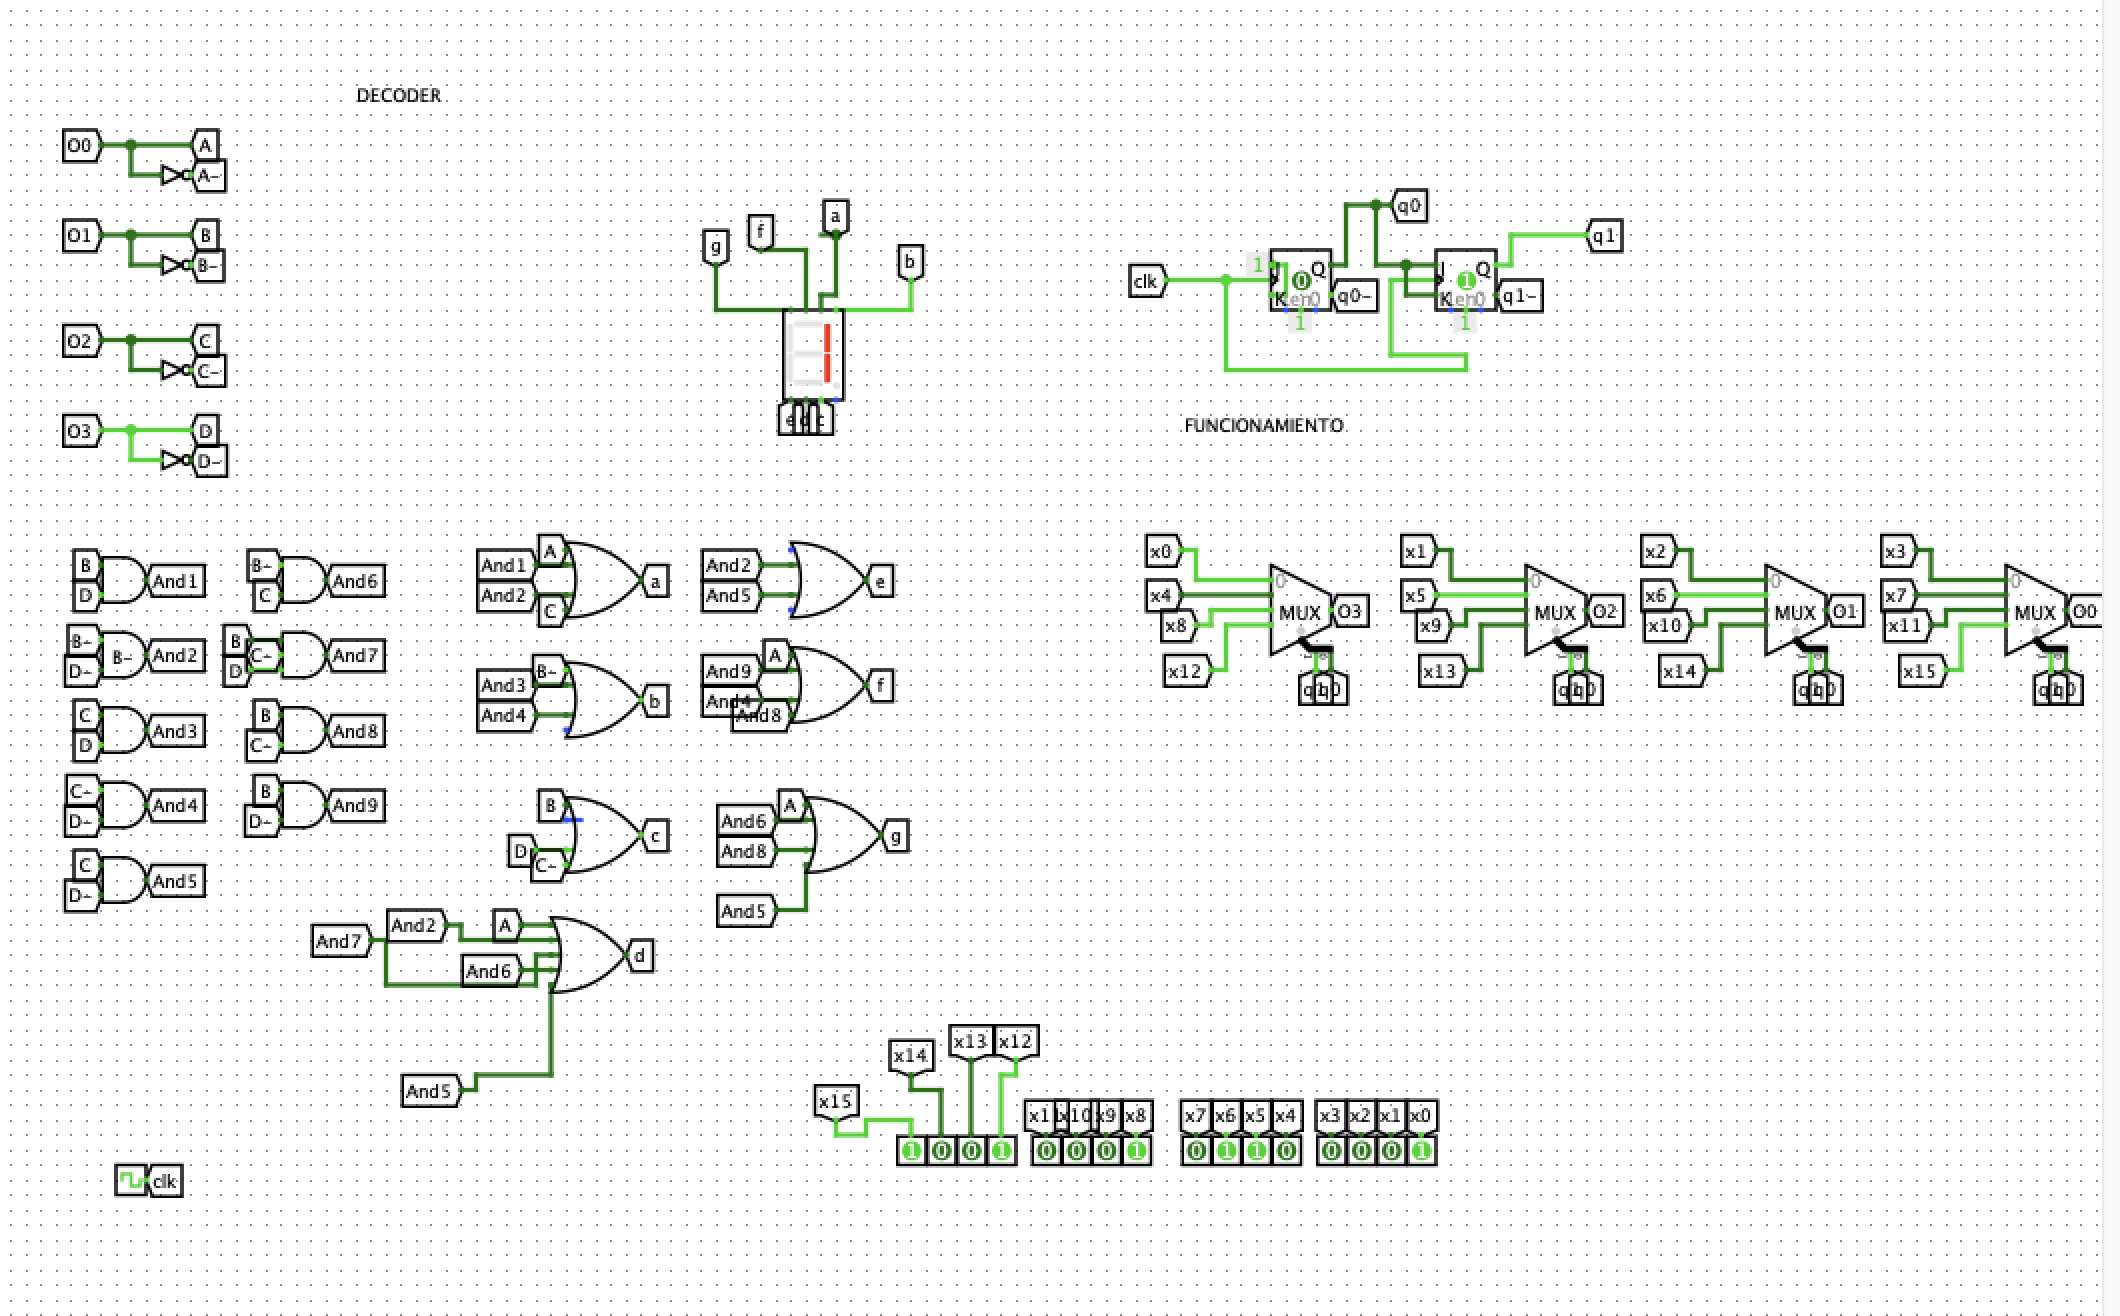 DECODER
O0
A
A~
O1
B
B~
O2
C
C~
O3
D
D~
g
f
a
b
clk
1
0
J
Q
K
en0
1
q0
q0~
1
J
Q
K
en0
1
q1
q1~
FUNCIONAMIENTO
B
D
And1
B~
C
And6
B~
D~
B~
And2
B
C~
D
And7
C
D
And3
B
C~
And8
C~
D~
And4
B
D~
And9
C
D~
And5
A
And1
And2
C
a
And2
And5
e
B~
And3
And4
b
A
And9
And4
And8
f
B
D
C~
c
A
And6
And8
And5
g
And7
And2
A
And6
And5
d
x0
x4
x8
x12
0
MUX
O3
q1
q0
x1
x5
x9
x13
0
MUX
O2
q1
q0
x2
x6
x10
x14
0
MUX
O1
q1
q0
x3
x7
x11
x15
0
MUX
O0
q1
q0
x15 x14 x13 x12
1 0 0 1
x10 x9 x8
0 0 0 1
x7 x6 x5 x4
0 1 1 0
x3 x2 x1 x0
0 0 0 1
clk